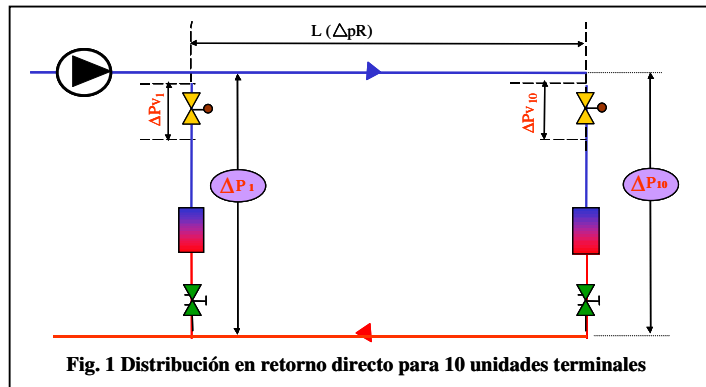 L (△pR)
ΔPv1
ΔPv10
ΔP1
ΔP10
Fig. 1 Distribución en retorno directo para 10 unidades terminales